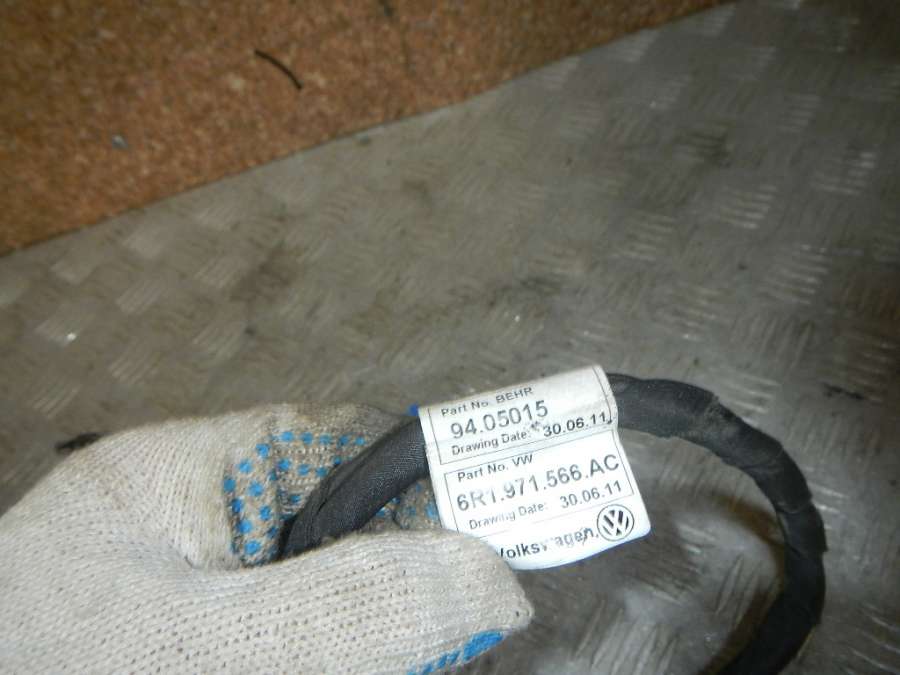 Part No. BEHR
94.05015
Drawing Date: 30.06.11
Part No. VW
6R1.971.566.AC
Drawing Date: 30.06.11
Volkswagen.